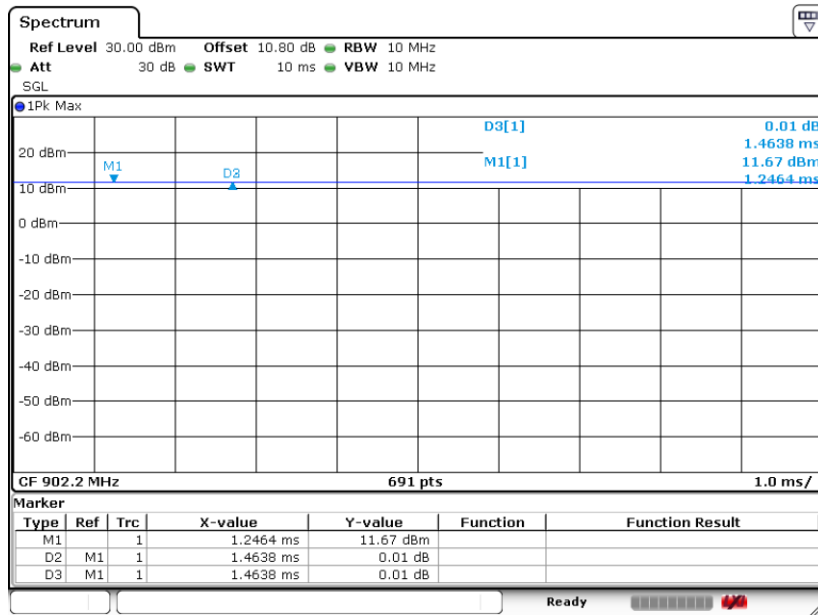 Spectrum
Ref Level 30.00 dBm Offset 10.80 dB RBW 10 MHz
Att 30 dB SWT 10 ms VBW 10 MHz
SGL
1Pk Max
D3[1] 0.01 dB
1.4638 ms
M1[1] 11.67 dBm
1.2464 ms
20 dBm
M1
10 dBm
0 dBm
-10 dBm
-20 dBm
-30 dBm
-40 dBm
-50 dBm
-60 dBm
CF 902.2 MHz 691 pts 1.0 ms/
Marker
Type Ref Trc X-value Y-value Function Function Result
M1 1 1.2464 ms 11.67 dBm
D2 M1 1 1.4638 ms 0.01 dB
D3 M1 1 1.4638 ms 0.01 dB
Ready